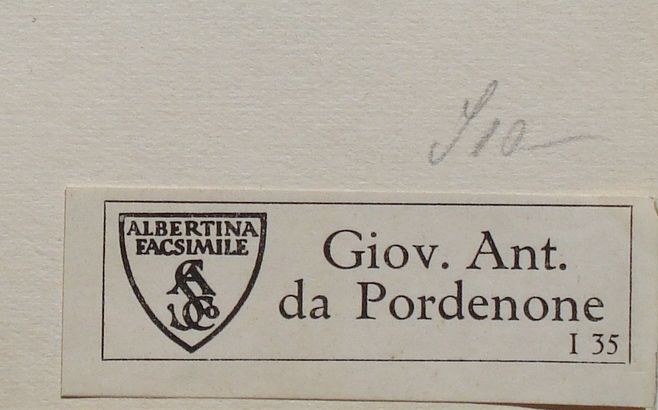 ALBERTINA
FACSIMILE
Giov. Ant.
da Pordenone
I 35